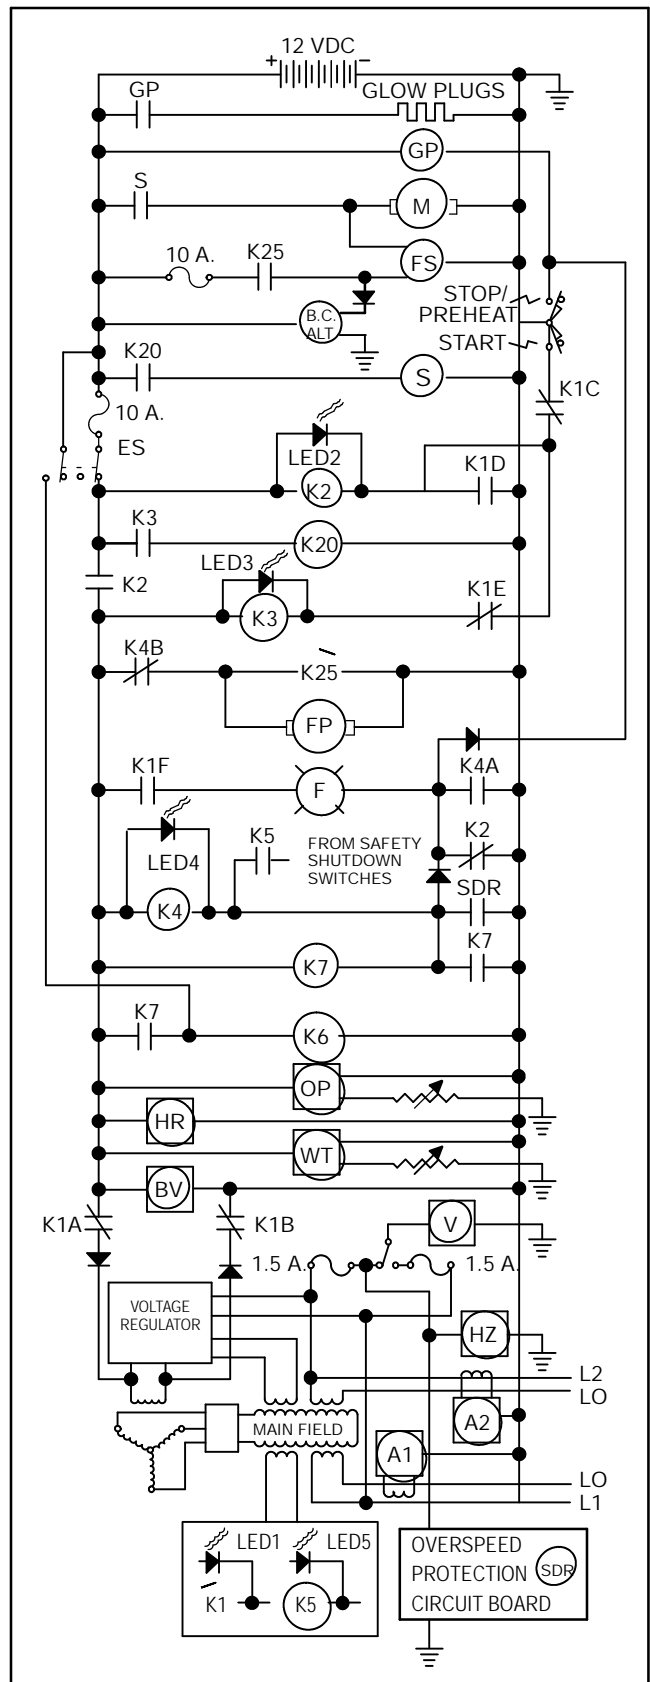 + 12 VDC −
GP
GLOW PLUGS
GP
S
M
10 A.
K25
FS
STOP/
PREHEAT
B.C.
ALT
START
K20
S
K1C
10 A.
ES
LED2
K1D
K2
K3
K20
LED3
K2
K1E
K3
K4B
K25
FP
K1F
K4A
F
K5
FROM SAFETY
SHUTDOWN
SWITCHES
K2
LED4
SDR
K4
K7
K7
K7
K6
OP
HR
WT
BV
K1A
K1B
V
1.5 A.
1.5 A.
VOLTAGE
REGULATOR
HZ
L2
LO
A2
MAIN FIELD
A1
LO
L1
LED1
LED5
K1
K5
OVERSPEED
PROTECTION
CIRCUIT BOARD
SDR